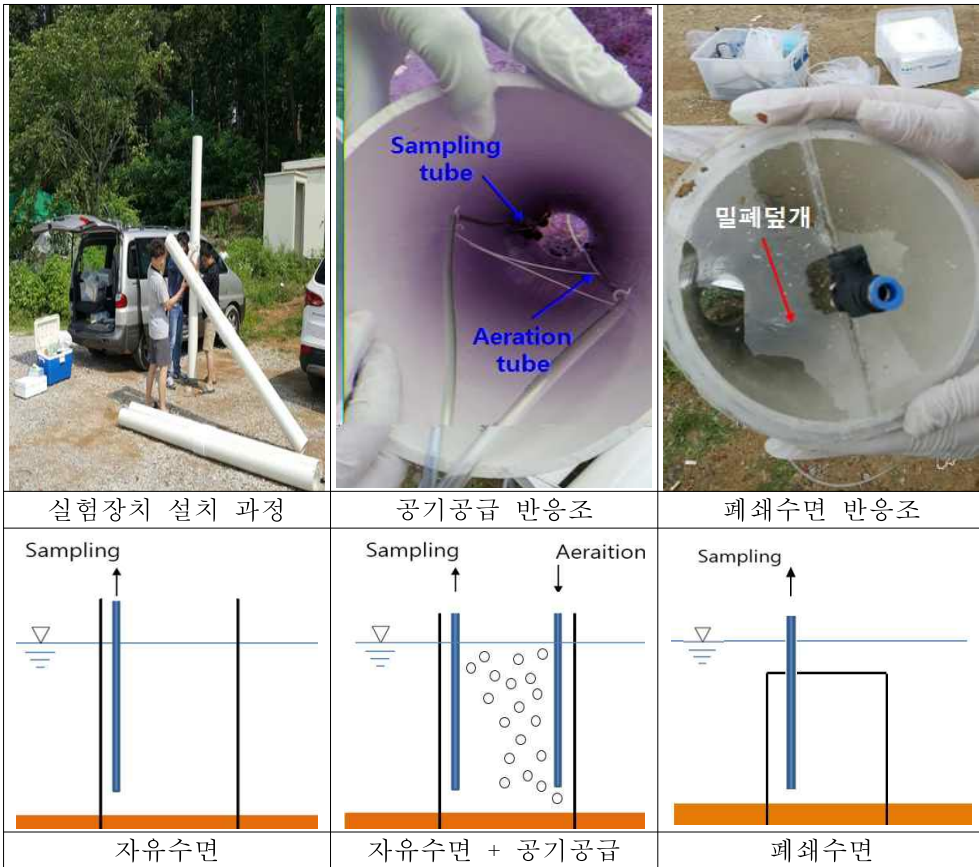 Sampling
tube
Aeration
tube
밀폐덮개
실험장치 설치 과정
공기공급 반응조
폐쇄수면 반응조
Sampling
Sampling
Aeraition
Sampling
자유수면
자유수면 + 공기공급
폐쇄수면